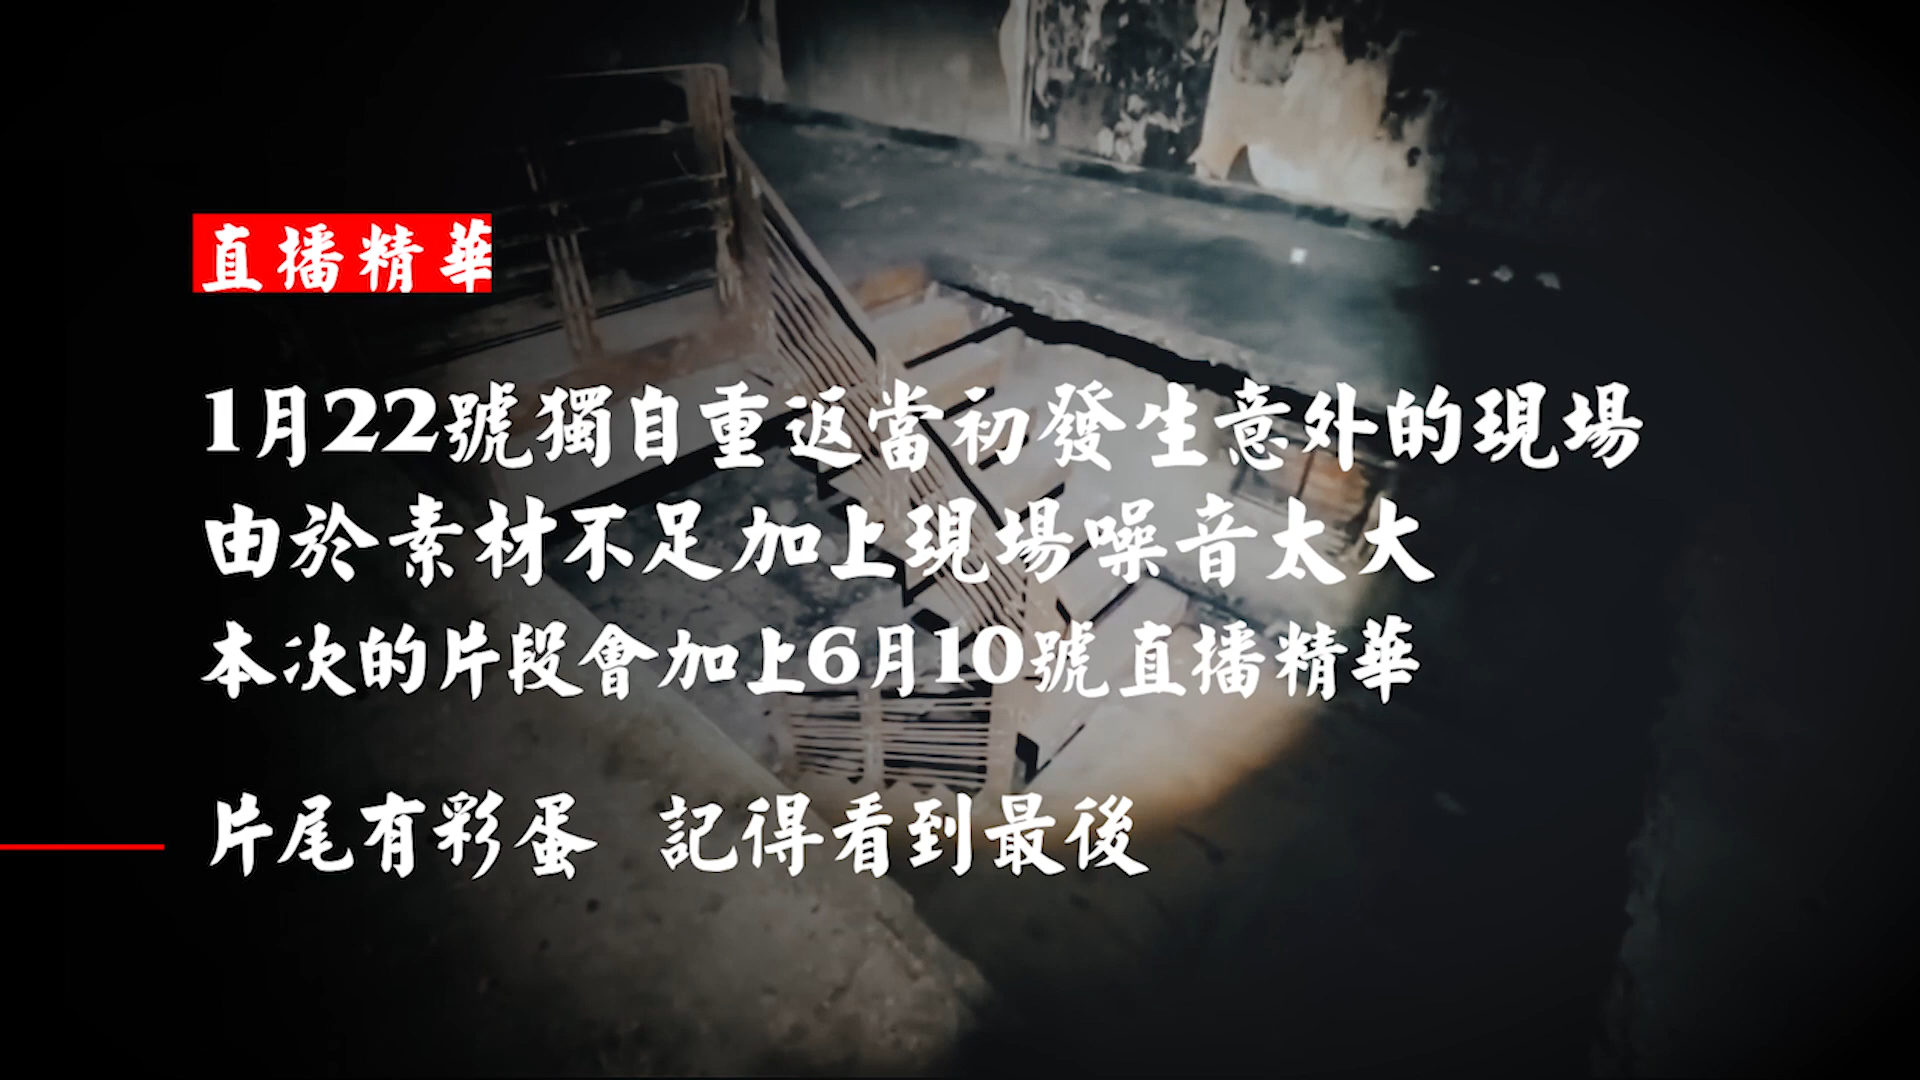 直播精華
1月22號獨自重返當初發生意外的現場
由於素材不足加上現場噪音太大
本次的片段會加上6月10號直播精華
片尾有彩蛋 記得看到最後